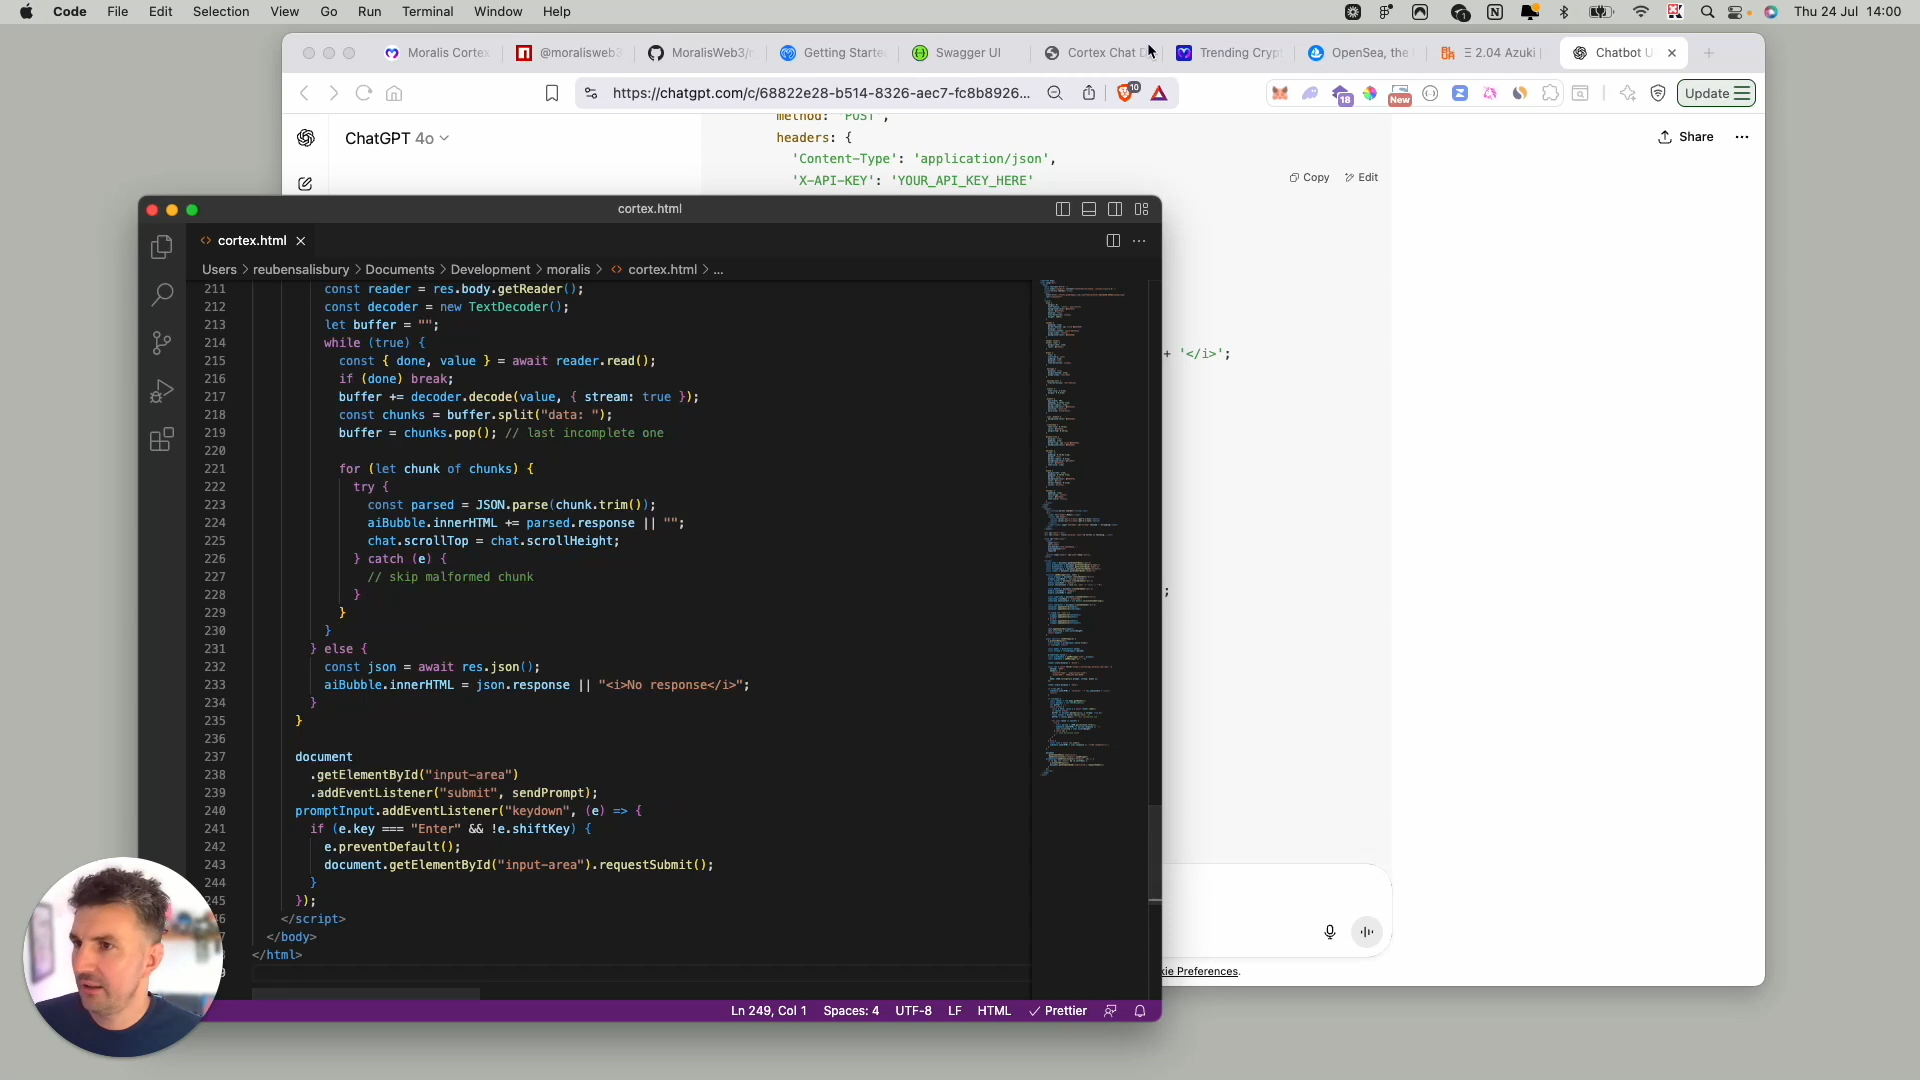 Code File Edit Selection View Go Run Terminal Window Help
Thu 24 Jul 14:00
Moralis Cortex
@moralisweb3
MoralisWeb3/m
Getting Starte
Swagger UI
Cortex Chat D
Trending Crypt
OpenSea, the
Ξ 2.04 Azuki
Chatbot U
https://chatgpt.com/c/68822e28-b514-8326-aec7-fc8b8926...
10
18
New
Update
ChatGPT 4o
Share
method: 'POST',
headers: {
'Content-Type': 'application/json',
'X-API-KEY': 'YOUR_API_KEY_HERE'
Copy Edit
+ '</i>';
;
kie Preferences.
cortex.html
cortex.html
Users > reubensalisbury > Documents > Development > moralis > cortex.html > ...
211 const reader = res.body.getReader();
212 const decoder = new TextDecoder();
213 let buffer = "";
214 while (true) {
215 const { done, value } = await reader.read();
216 if (done) break;
217 buffer += decoder.decode(value, { stream: true });
218 const chunks = buffer.split("data: ");
219 buffer = chunks.pop(); // last incomplete one
220
221 for (let chunk of chunks) {
222 try {
223 const parsed = JSON.parse(chunk.trim());
224 aiBubble.innerHTML += parsed.response || "";
225 chat.scrollTop = chat.scrollHeight;
226 } catch (e) {
227 // skip malformed chunk
228 }
229 }
230 }
231 } else {
232 const json = await res.json();
233 aiBubble.innerHTML = json.response || "<i>No response</i>";
234 }
235 }
236
237 document
238 .getElementById("input-area")
239 .addEventListener("submit", sendPrompt);
240 promptInput.addEventListener("keydown", (e) => {
241 if (e.key === "Enter" && !e.shiftKey) {
242 e.preventDefault();
243 document.getElementById("input-area").requestSubmit();
244 }
245 });
46 </script>
7 </body>
</html>
9
Ln 249, Col 1 Spaces: 4 UTF-8 LF HTML Prettier